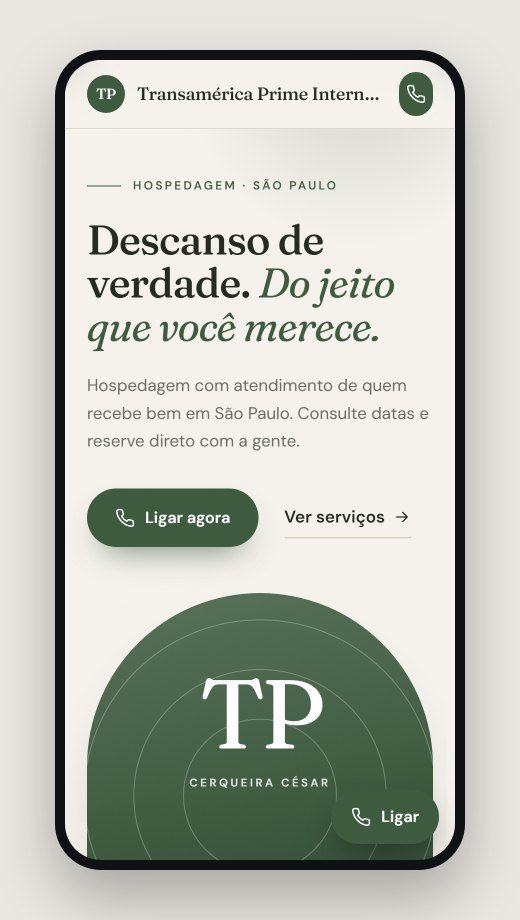 TP
Transamérica Prime Intern...
HOSPEDAGEM · SÃO PAULO
Descanso de
verdade. Do jeito
que você merece.
Hospedagem com atendimento de quem
recebe bem em São Paulo. Consulte datas e
reserve direto com a gente.
Ligar agora
Ver serviços →
TP
CERQUEIRA CÉSAR
Ligar